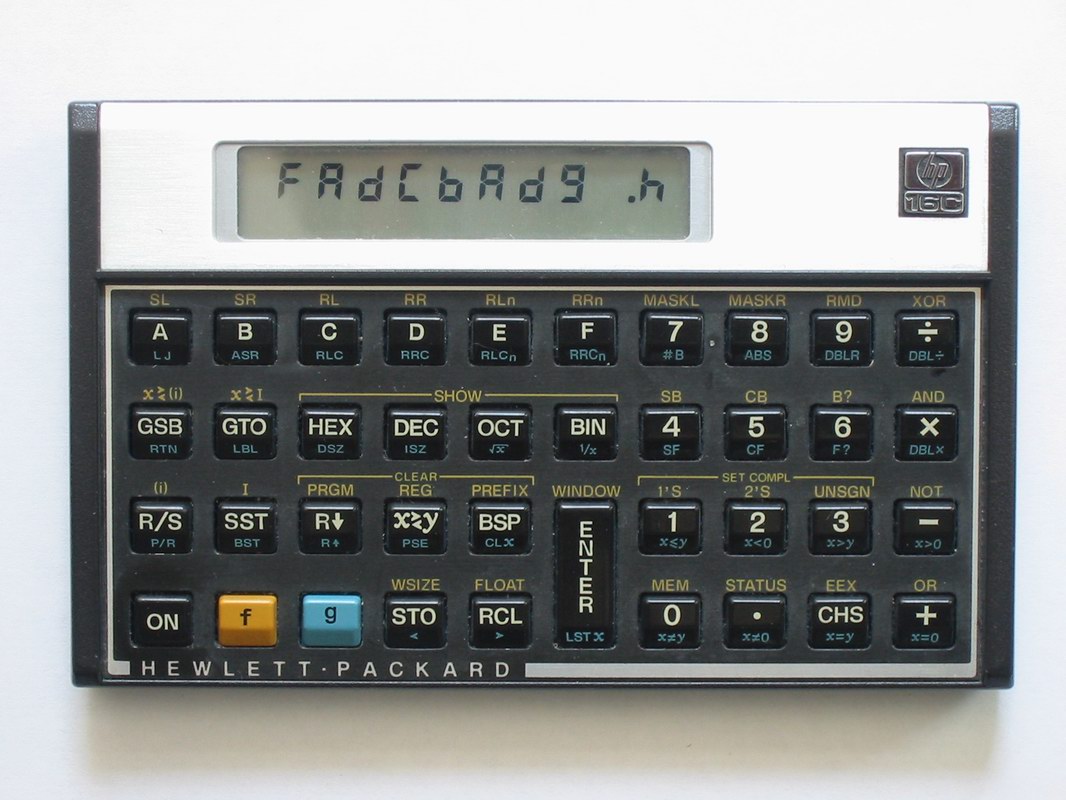 FAdCbAd9 .h
hp
16C
SL SR RL RR RLn RRn MASKL MASKR RMD XOR
A B C D E F 7 8 9 ÷
LJ ASR RLC RRC RLCn RRCn #B ABS DBLR DBL÷
x≷(i) x≷I SHOW SB CB B? AND
GSB GTO HEX DEC OCT BIN 4 5 6 ×
RTN LBL DSZ ISZ √x 1/x SF CF F? DBL×
CLEAR SET COMPL
(i) I PRGM REG PREFIX WINDOW 1'S 2'S UNSGN NOT
R/S SST R↓ x≷y BSP ENTER 1 2 3 −
P/R BST R↑ PSE CLx x≤y x<0 x>y x>0
WSIZE FLOAT MEM STATUS EEX OR
ON f g STO RCL 0 · CHS +
< > LSTx x≠y x≠0 x=y x=0
HEWLETT·PACKARD